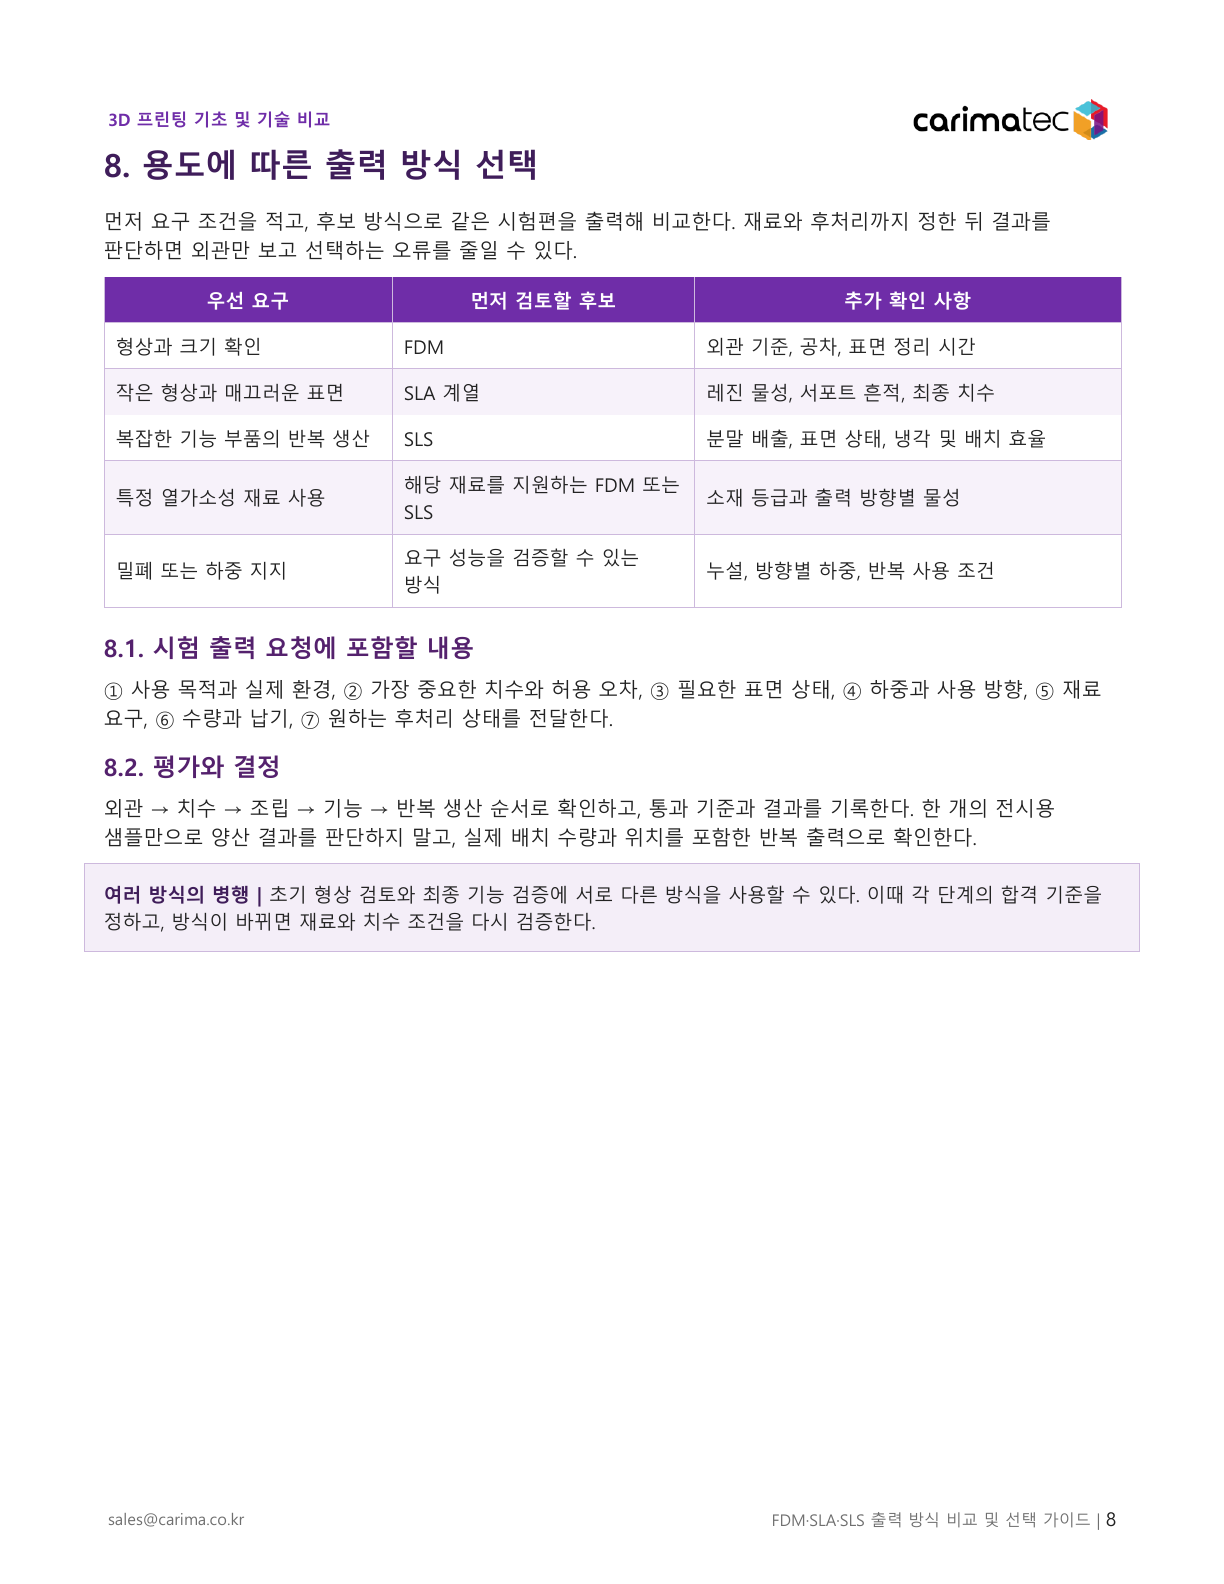 3D 프린팅 기초 및 기술 비교
carimatec
8. 용도에 따른 출력 방식 선택
먼저 요구 조건을 적고, 후보 방식으로 같은 시험편을 출력해 비교한다. 재료와 후처리까지 정한 뒤 결과를
판단하면 외관만 보고 선택하는 오류를 줄일 수 있다.
우선 요구 먼저 검토할 후보 추가 확인 사항
형상과 크기 확인 FDM 외관 기준, 공차, 표면 정리 시간
작은 형상과 매끄러운 표면 SLA 계열 레진 물성, 서포트 흔적, 최종 치수
복잡한 기능 부품의 반복 생산 SLS 분말 배출, 표면 상태, 냉각 및 배치 효율
특정 열가소성 재료 사용 해당 재료를 지원하는 FDM 또는
SLS 소재 등급과 출력 방향별 물성
밀폐 또는 하중 지지 요구 성능을 검증할 수 있는
방식 누설, 방향별 하중, 반복 사용 조건
8.1. 시험 출력 요청에 포함할 내용
① 사용 목적과 실제 환경, ② 가장 중요한 치수와 허용 오차, ③ 필요한 표면 상태, ④ 하중과 사용 방향, ⑤ 재료
요구, ⑥ 수량과 납기, ⑦ 원하는 후처리 상태를 전달한다.
8.2. 평가와 결정
외관 → 치수 → 조립 → 기능 → 반복 생산 순서로 확인하고, 통과 기준과 결과를 기록한다. 한 개의 전시용
샘플만으로 양산 결과를 판단하지 말고, 실제 배치 수량과 위치를 포함한 반복 출력으로 확인한다.
여러 방식의 병행 | 초기 형상 검토와 최종 기능 검증에 서로 다른 방식을 사용할 수 있다. 이때 각 단계의 합격 기준을
정하고, 방식이 바뀌면 재료와 치수 조건을 다시 검증한다.
sales@carima.co.kr
FDM·SLA·SLS 출력 방식 비교 및 선택 가이드 | 8